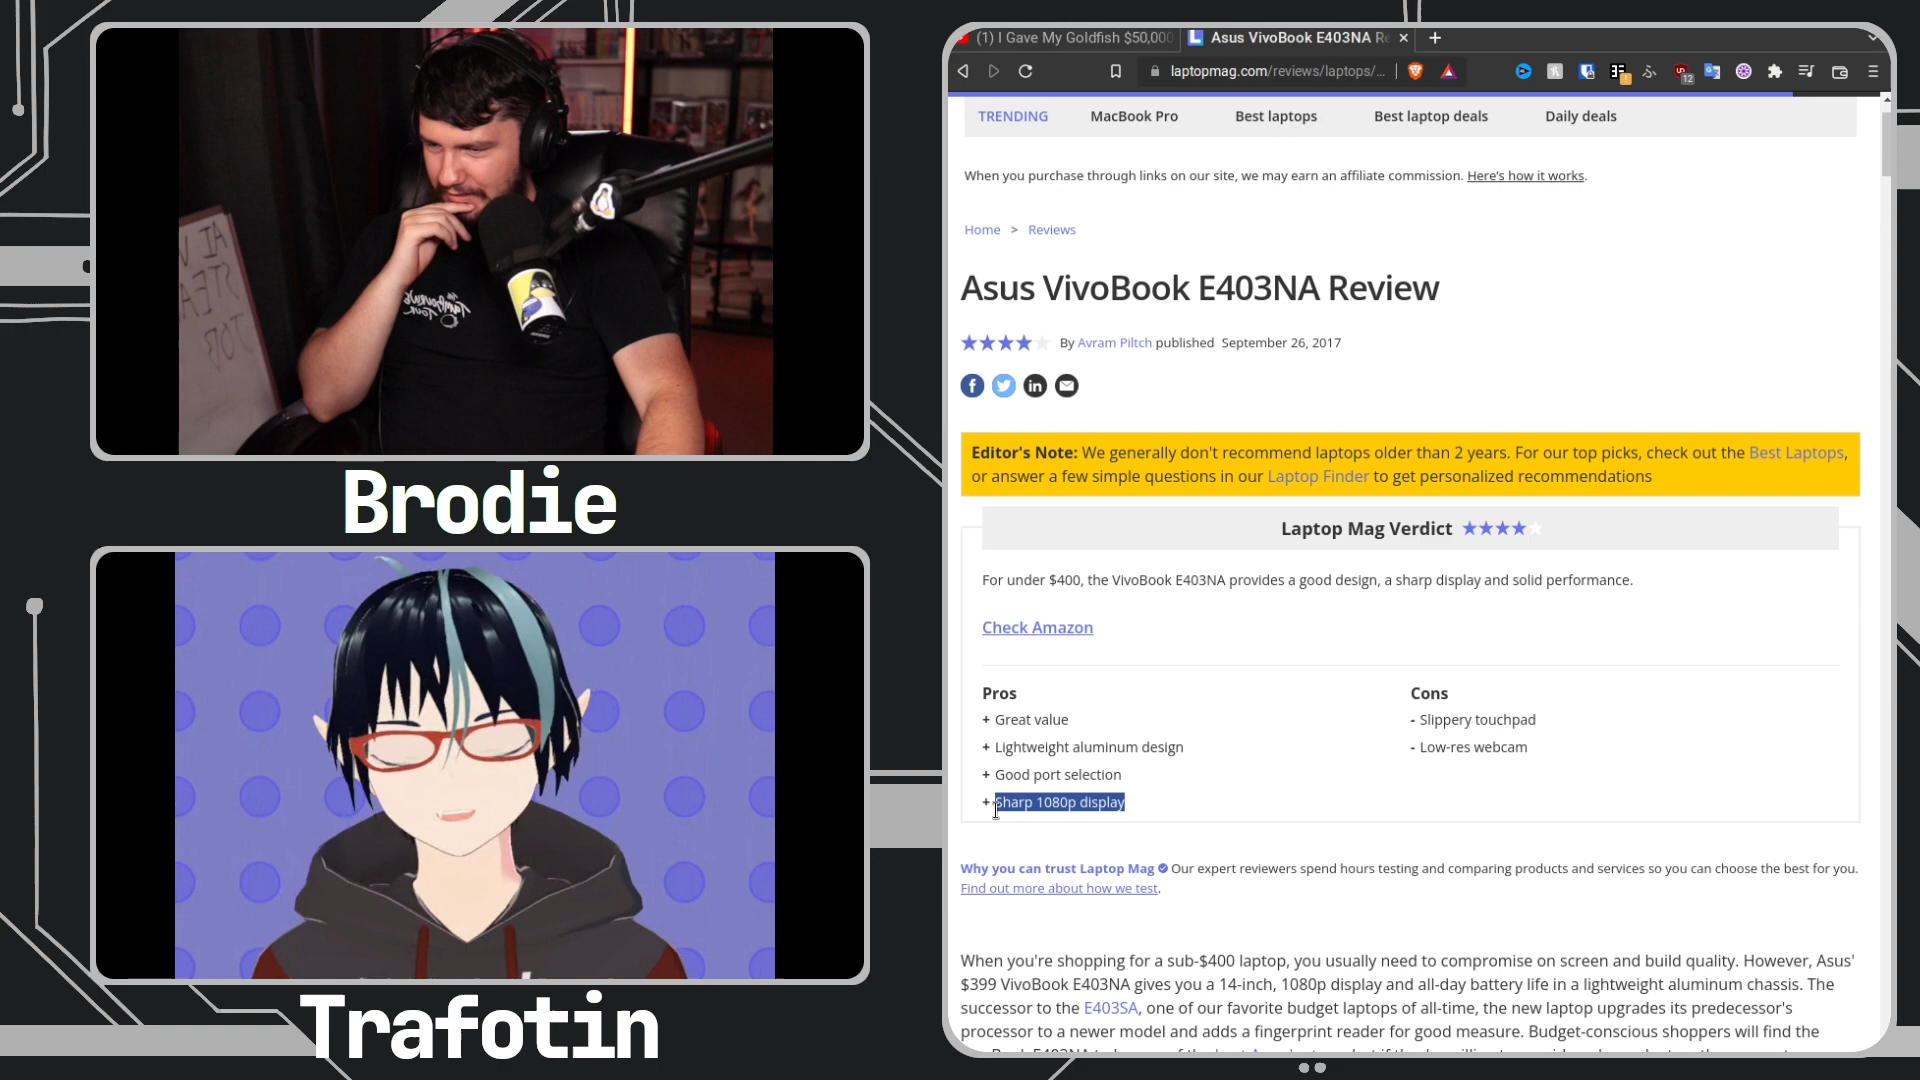 Brodie
Trafotin
(1) I Gave My Goldfish $50,000
Asus VivoBook E403NA Re
laptopmag.com/reviews/laptops/...
12
TRENDING MacBook Pro Best laptops Best laptop deals Daily deals
When you purchase through links on our site, we may earn an affiliate commission. Here's how it works.
Home > Reviews
Asus VivoBook E403NA Review
By Avram Piltch published September 26, 2017
Editor's Note: We generally don't recommend laptops older than 2 years. For our top picks, check out the Best Laptops,
or answer a few simple questions in our Laptop Finder to get personalized recommendations
Laptop Mag Verdict
For under $400, the VivoBook E403NA provides a good design, a sharp display and solid performance.
Check Amazon
Pros
+ Great value
+ Lightweight aluminum design
+ Good port selection
+ Sharp 1080p display
Cons
- Slippery touchpad
- Low-res webcam
Why you can trust Laptop Mag Our expert reviewers spend hours testing and comparing products and services so you can choose the best for you.
Find out more about how we test.
When you're shopping for a sub-$400 laptop, you usually need to compromise on screen and build quality. However, Asus'
$399 VivoBook E403NA gives you a 14-inch, 1080p display and all-day battery life in a lightweight aluminum chassis. The
successor to the E403SA, one of our favorite budget laptops of all-time, the new laptop upgrades its predecessor's
processor to a newer model and adds a fingerprint reader for good measure. Budget-conscious shoppers will find the